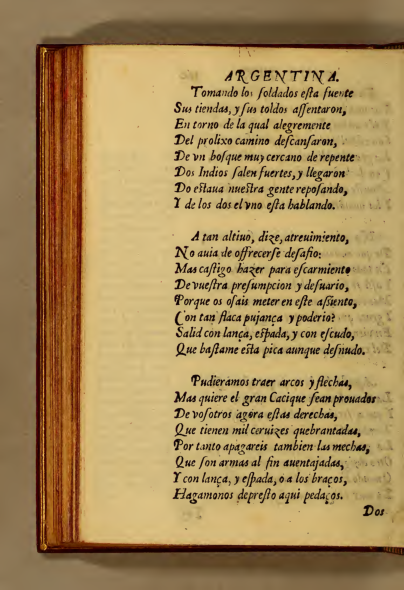 ARGENTINA.
Tomando los ſoldados eſta fuente
Sus tiendas, y ſus toldos aſſentaron,
En torno de la qual alegremente
Del prolixo camino deſcanſaron,
De vn boſque muy cercano de repente
Dos Indios ſalen fuertes, y llegaron
Do eſtaua nueſtra gente repoſando,
Y de los dos el vno eſta hablando.
A tan altiuo, dize, atreuimiento,
No auia de offrecerſe deſafio:
Mas caſtigo hazer para eſcarmiento
De vueſtra preſumpcion y deſuario,
Porque os oſais meter en eſte aſsiento,
Con tan flaca pujança y poderio?
Salid con lança, eſpada, y con eſcudo,
Que baſtame eſta pica aunque deſnudo.
Pudieramos traer arcos y flechas,
Mas quiere el gran Cacique ſean prouados
De voſotros agora eſtas derechas,
Que tienen mil ceruizes quebrantadas,
Por tanto apagareis tambien las mechas,
Que ſon armas al fin auentajadas,
Y con lança, y eſpada, o a los braços,
Hagamonos depreſto aqui pedaços.
Dos